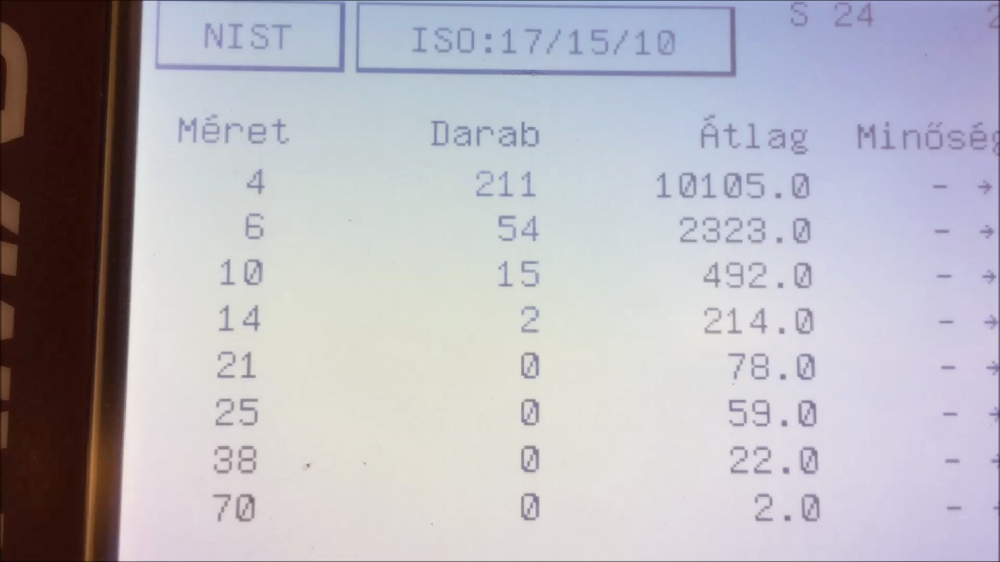 S 24
NIST ISO:17/15/10
Méret Darab Átlag Minőség
4 211 10105.0 - →
6 54 2323.0 - →
10 15 492.0 - →
14 2 214.0 - →
21 0 78.0 - →
25 0 59.0 - →
38 0 22.0 - →
70 0 2.0 - →